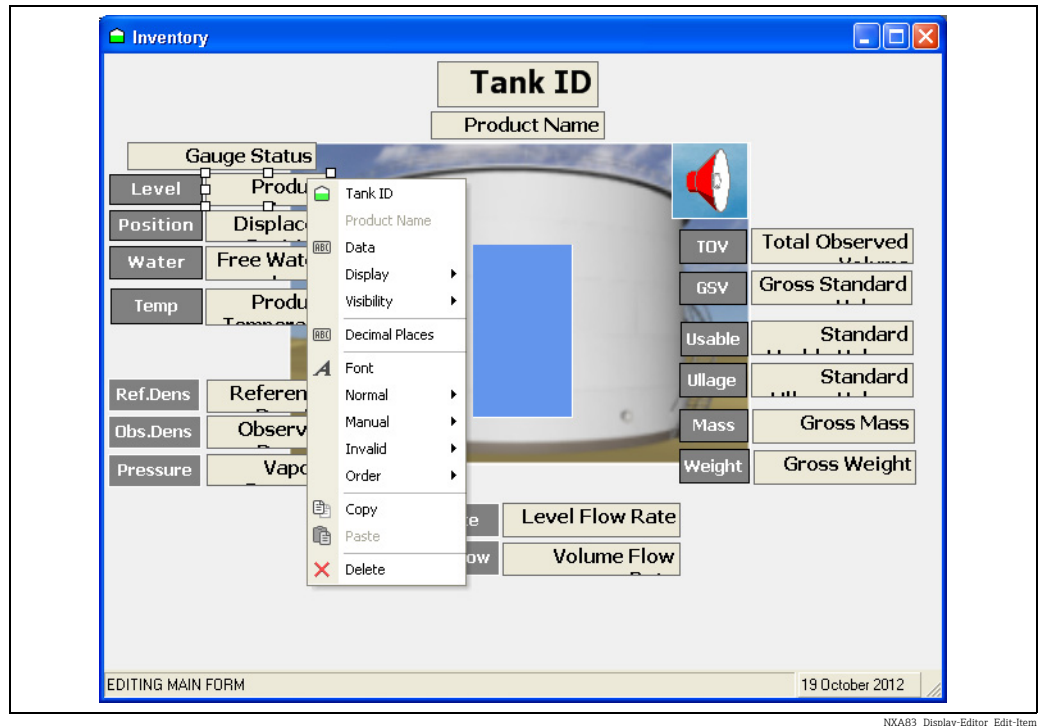 Inventory
Tank ID
Product Name
Gauge Status
Level
Position
Water
Temp
Ref.Dens
Obs.Dens
Pressure
Tank ID
Product Name
Data
Display
Visibility
Decimal Places
Font
Normal
Manual
Invalid
Order
Copy
Paste
Delete
TOV Total Observed
Volume
GSV Gross Standard
Usable Standard
Ullage Standard
Mass Gross Mass
Weight Gross Weight
Level Flow Rate
Volume Flow
EDITING MAIN FORM
19 October 2012
NXA83_Display-Editor_Edit-Item